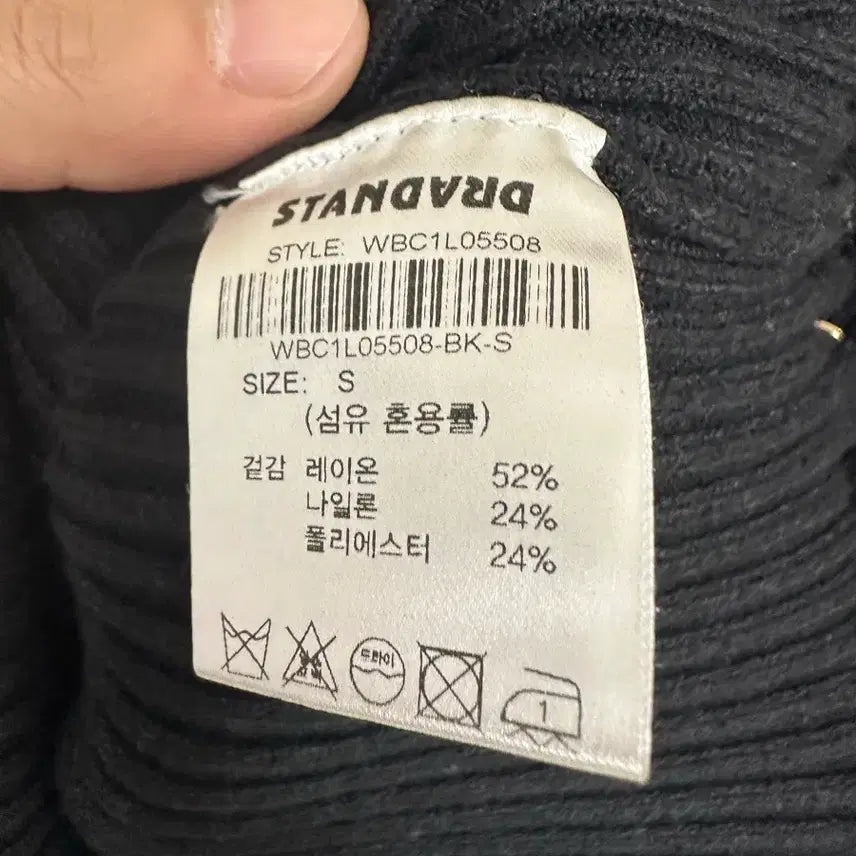 STANDARD
STYLE: WBC1L05508
WBC1L05508-BK-S
SIZE: S
(섬유 혼용률)
겉감 레이온 52%
나일론 24%
폴리에스터 24%
드라이 1